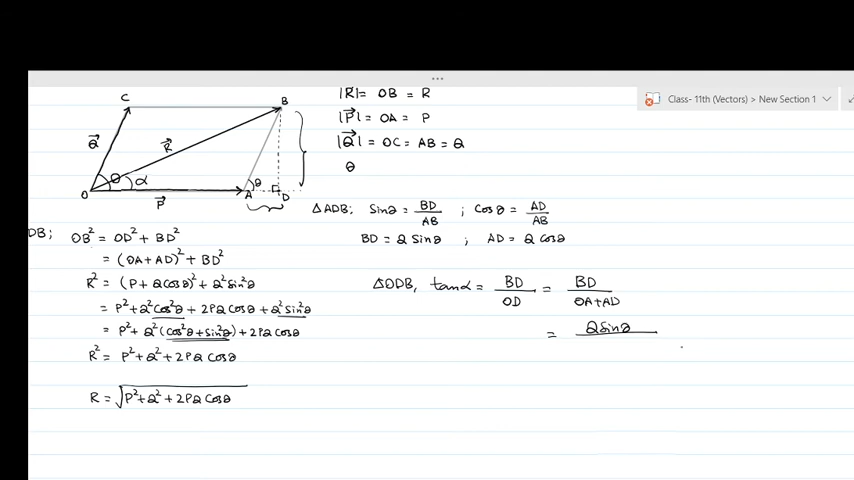 Class- 11th (Vectors) > New Section 1
C
B
Q⃗
R⃗
θ
α
O
P⃗
A
θ
D
|R⃗| = OB = R
|P⃗| = OA = P
|Q⃗| = OC = AB = Q
θ
DB; OB² = OD² + BD²
= (OA + AD)² + BD²
R² = (P + QCosθ)² + Q²Sin²θ
= P² + Q²Cos²θ + 2PQ Cosθ + Q²Sin²θ
= P² + Q²(Cos²θ + Sin²θ) + 2PQ Cosθ
R² = P² + Q² + 2PQ Cosθ
R = √P² + Q² + 2PQ Cosθ
ΔADB; Sinθ = BD/AB ; Cosθ = AD/AB
BD = Q Sinθ ; AD = Q Cosθ
ΔODB, tanα = BD/OD = BD/OA+AD
= QSinθ